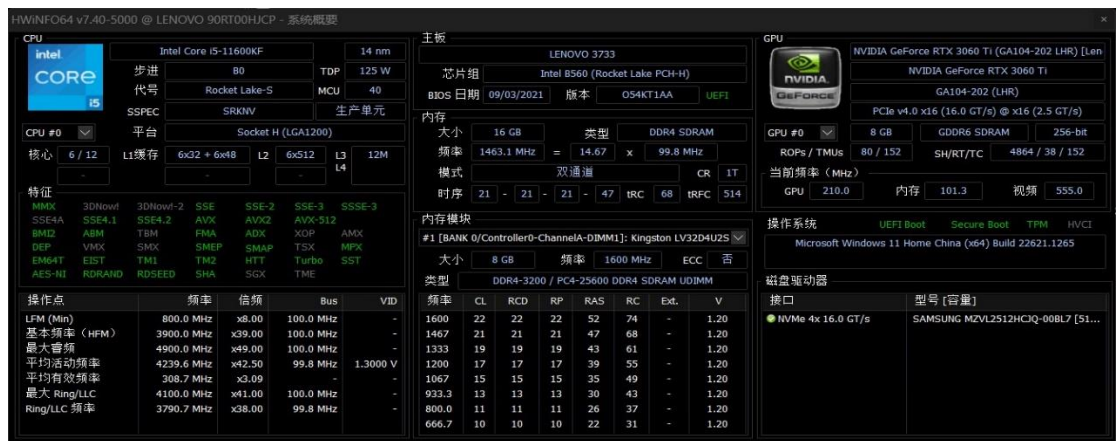 HWiNFO64 v7.40-5000 @ LENOVO 90RT00HJCP - 系统概要
CPU
intel
CORE
i5
Intel Core i5-11600KF 14 nm
步进 B0 TDP 125 W
代号 Rocket Lake-S MCU 40
SSPEC SRKNV 生产单元
CPU #0 平台 Socket H (LGA1200)
核心 6 / 12 L1缓存 6x32 + 6x48 L2 6x512 L3 12M
- - - L4
特征
MMX 3DNow! 3DNow!-2 SSE SSE-2 SSE-3 SSSE-3
SSE4A SSE4.1 SSE4.2 AVX AVX2 AVX-512
BMI2 ABM TBM FMA ADX XOP AMX
DEP VMX SMX SMEP SMAP TSX MPX
EM64T EIST TM1 TM2 HTT Turbo SST
AES-NI RDRAND RDSEED SHA SGX TME
操作点 频率 倍频 Bus VID
LFM (Min) 800.0 MHz x8.00 100.0 MHz -
基本频率 (HFM) 3900.0 MHz x39.00 100.0 MHz -
最大睿频 4900.0 MHz x49.00 100.0 MHz -
平均活动频率 4239.6 MHz x42.50 99.8 MHz 1.3000 V
平均有效频率 308.7 MHz x3.09 - -
最大 Ring/LLC 4100.0 MHz x41.00 100.0 MHz -
Ring/LLC 频率 3790.7 MHz x38.00 99.8 MHz -
主板
LENOVO 3733
芯片组 Intel B560 (Rocket Lake PCH-H)
BIOS 日期 09/03/2021 版本 O54KT1AA UEFI
内存
大小 16 GB 类型 DDR4 SDRAM
频率 1463.1 MHz = 14.67 x 99.8 MHz
模式 双通道 CR 1T
时序 21 - 21 - 21 - 47 tRC 68 tRFC 514
内存模块
#1 [BANK 0/Controller0-ChannelA-DIMM1]: Kingston LV32D4U2S
大小 8 GB 频率 1600 MHz ECC 否
类型 DDR4-3200 / PC4-25600 DDR4 SDRAM UDIMM
频率 CL RCD RP RAS RC Ext. V
1600 22 22 22 52 74 - 1.20
1467 21 21 21 47 68 - 1.20
1333 19 19 19 43 61 - 1.20
1200 17 17 17 39 55 - 1.20
1067 15 15 15 35 49 - 1.20
933.3 13 13 13 30 43 - 1.20
800.0 11 11 11 26 37 - 1.20
666.7 10 10 10 22 31 - 1.20
GPU
NVIDIA
GEFORCE
NVIDIA GeForce RTX 3060 Ti (GA104-202 LHR) [Len
NVIDIA GeForce RTX 3060 Ti
GA104-202 (LHR)
PCIe v4.0 x16 (16.0 GT/s) @ x16 (2.5 GT/s)
GPU #0 8 GB GDDR6 SDRAM 256-bit
ROPs / TMUs 80 / 152 SH/RT/TC 4864 / 38 / 152
当前频率 (MHz)
GPU 210.0 内存 101.3 视频 555.0
操作系统 UEFI Boot Secure Boot TPM HVCI
Microsoft Windows 11 Home China (x64) Build 22621.1265
磁盘驱动器
接口 型号 [容量]
NVMe 4x 16.0 GT/s SAMSUNG MZVL2512HCJQ-00BL7 [51...